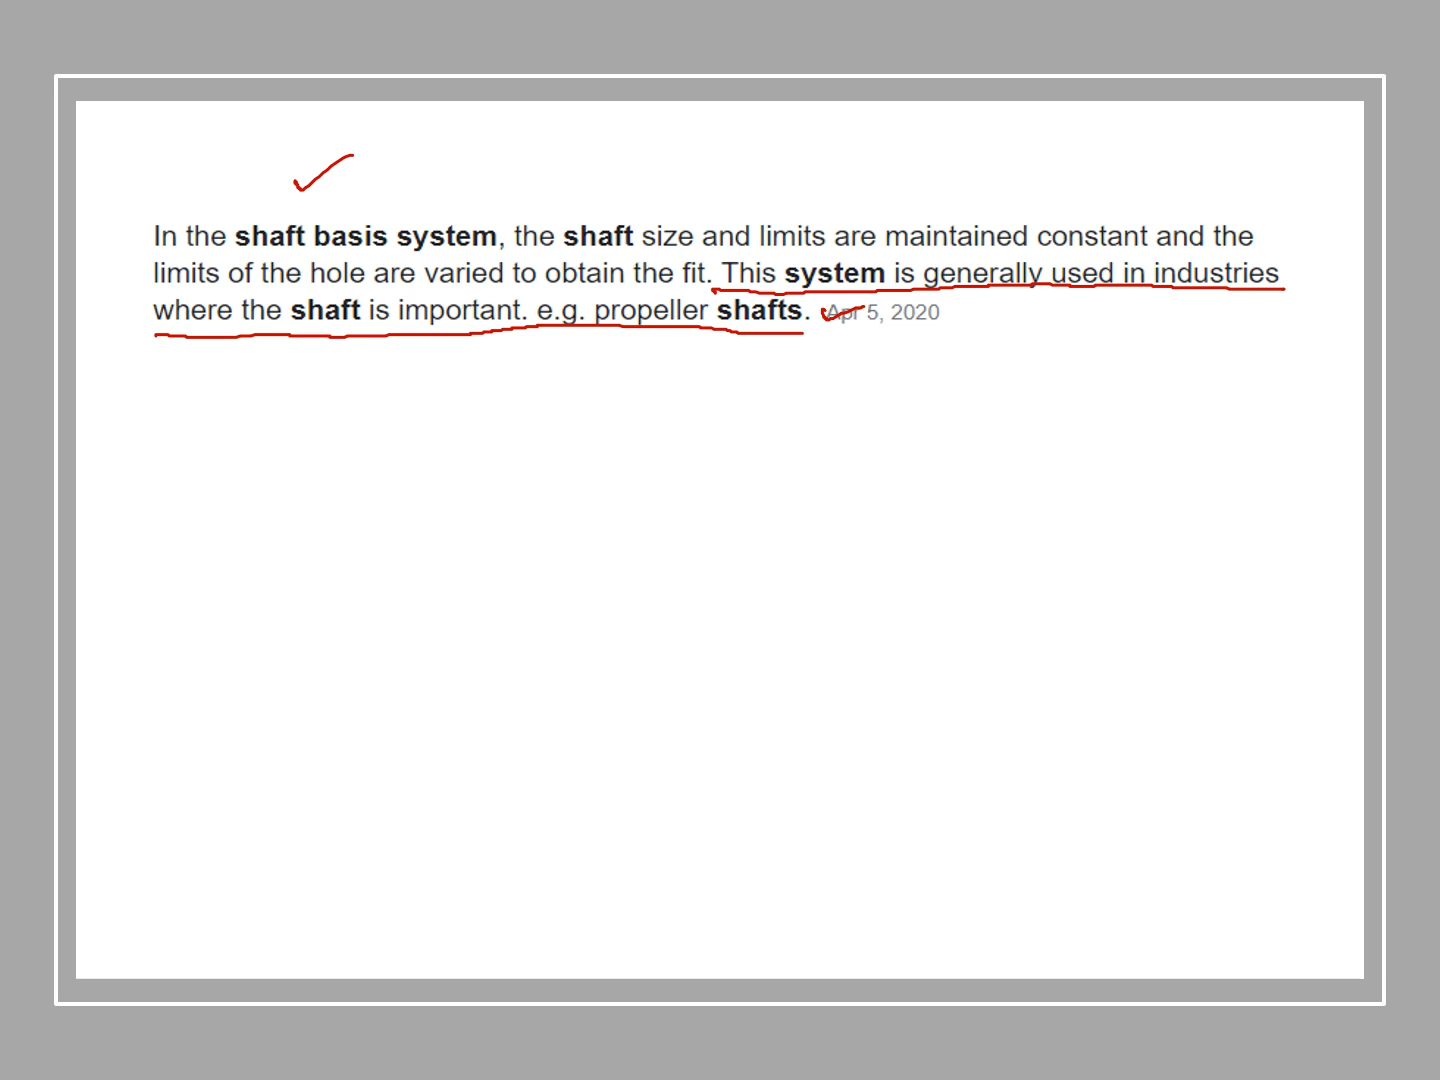 In the shaft basis system, the shaft size and limits are maintained constant and the
limits of the hole are varied to obtain the fit. This system is generally used in industries
where the shaft is important. e.g. propeller shafts. Apr 5, 2020